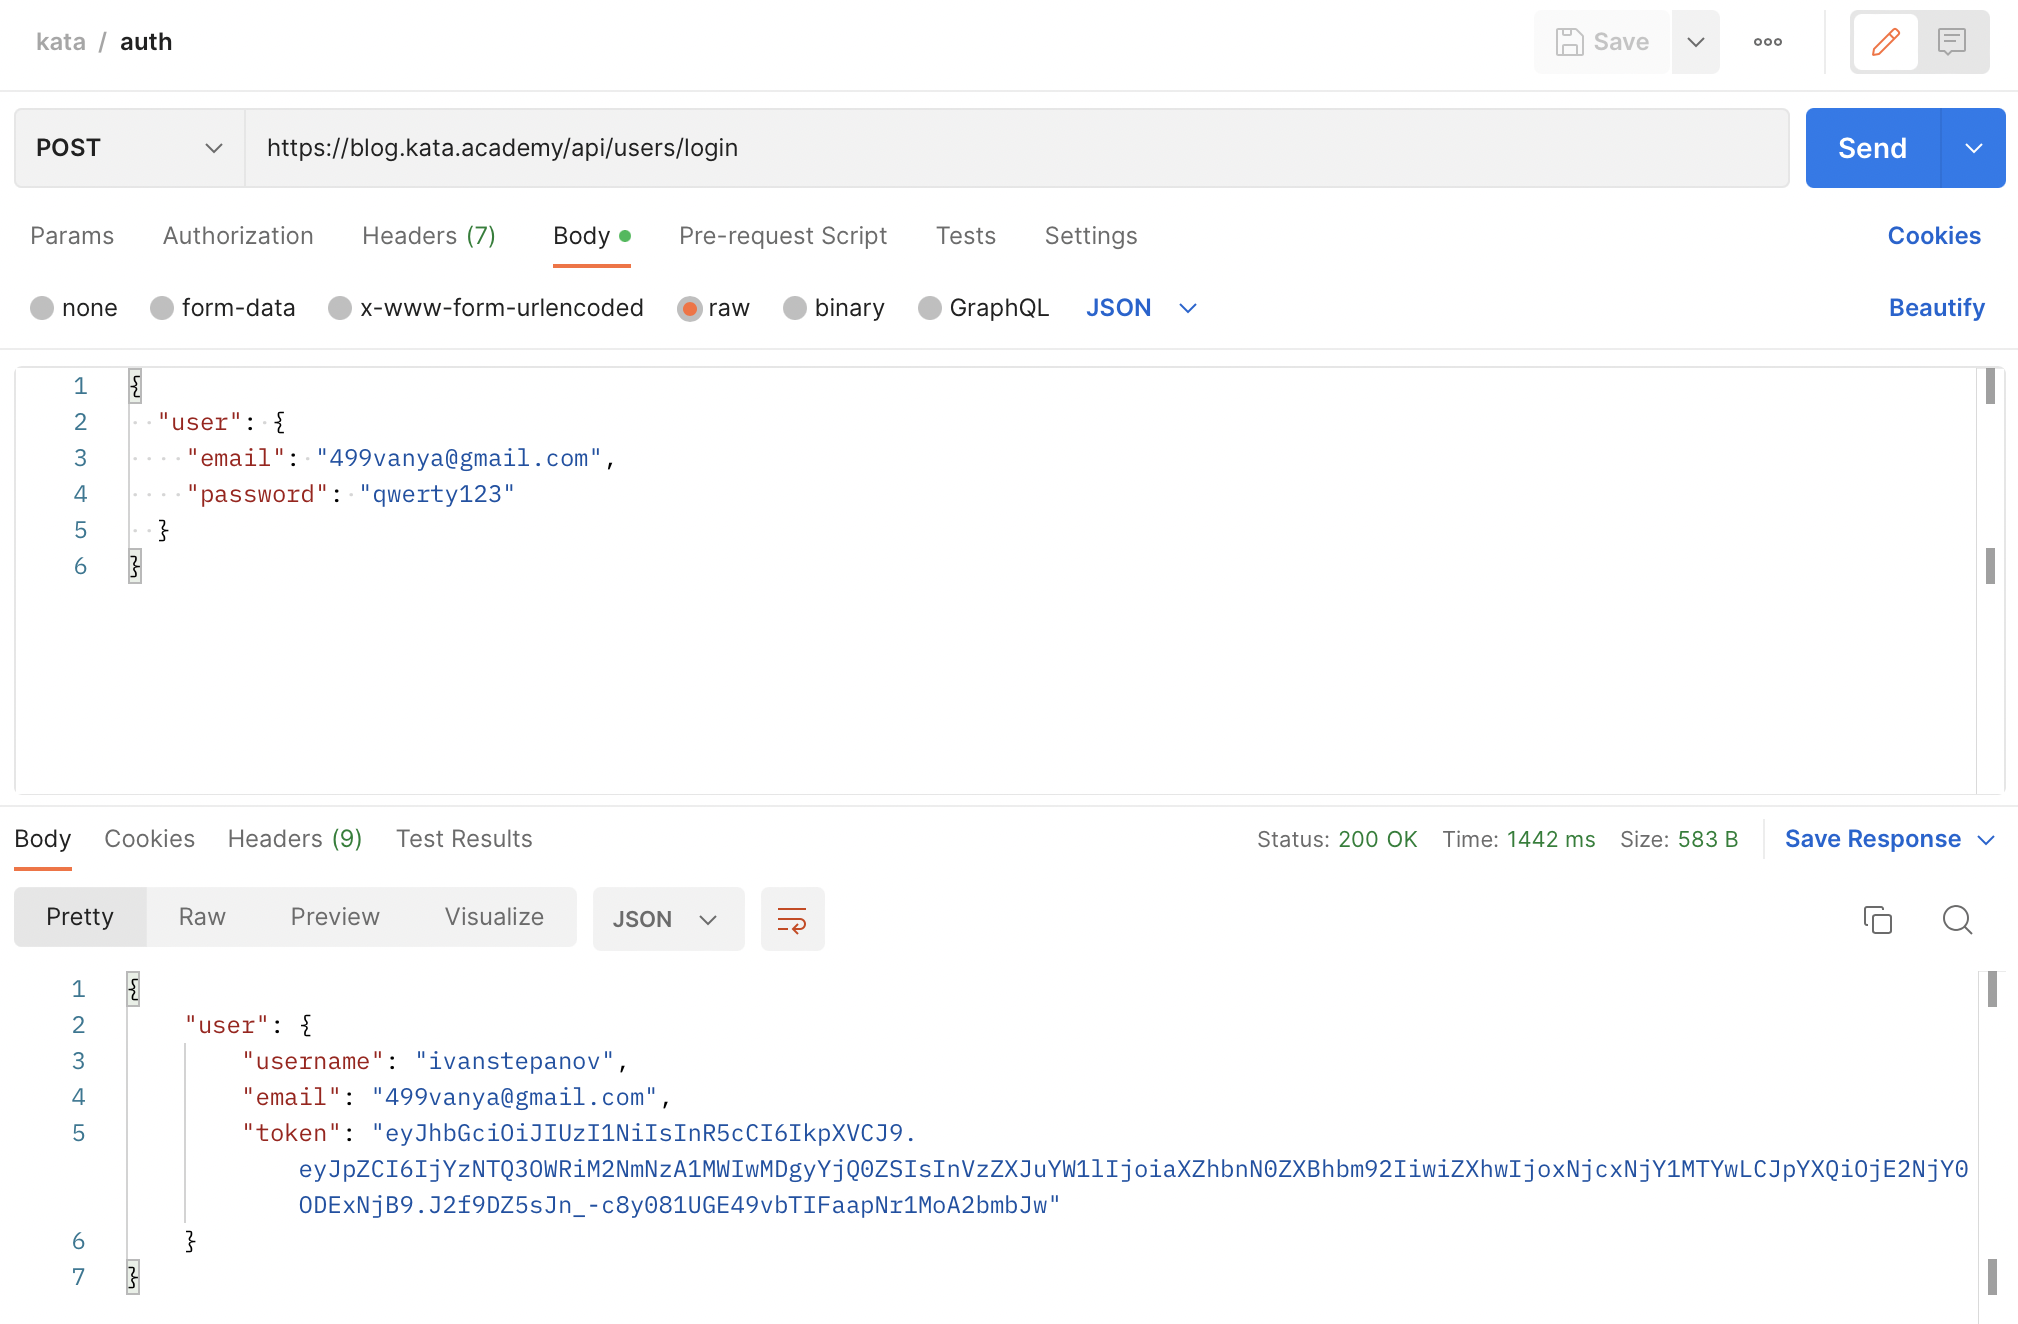 kata / auth
Save
POST
https://blog.kata.academy/api/users/login
Send
Params Authorization Headers (7) Body Pre-request Script Tests Settings Cookies
none form-data x-www-form-urlencoded raw binary GraphQL JSON Beautify
1 {
2 "user": {
3 "email": "499vanya@gmail.com",
4 "password": "qwerty123"
5 }
6 }
Body Cookies Headers (9) Test Results Status: 200 OK Time: 1442 ms Size: 583 B Save Response
Pretty Raw Preview Visualize JSON
1 {
2 "user": {
3 "username": "ivanstepanov",
4 "email": "499vanya@gmail.com",
5 "token": "eyJhbGciOiJIUzI1NiIsInR5cCI6IkpXVCJ9.
eyJpZCI6IjYzNTQ3OWRiM2NmNzA1MWIwMDgyYjQ0ZSIsInVzZXJuYW1lIjoiaXZhbnN0ZXBhbm92IiwiZXhwIjoxNjcxNjY1MTYwLCJpYXQiOjE2NjY0
ODExNjB9.J2f9DZ5sJn_-c8y081UGE49vbTIFaapNr1MoA2bmbJw"
6 }
7 }